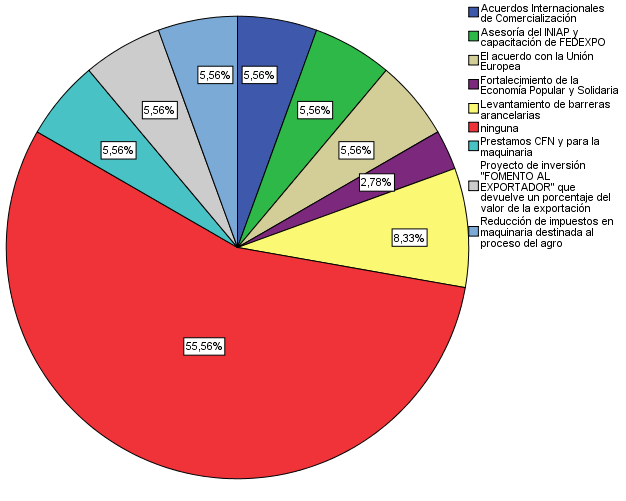 Acuerdos Internacionales
de Comercialización
Asesoría del INIAP y
capacitación de FEDEXPO
El acuerdo con la Unión
Europea
Fortalecimiento de la
Economía Popular y Solidaria
Levantamiento de barreras
arancelarias
ninguna
Prestamos CFN y para la
maquinaria
Proyecto de inversión
"FOMENTO AL
EXPORTADOR" que
devuelve un porcentaje del
valor de la exportación
Reducción de impuestos en
maquinaria destinada al
proceso del agro
5,56%
5,56%
5,56%
5,56%
5,56%
5,56%
2,78%
8,33%
55,56%